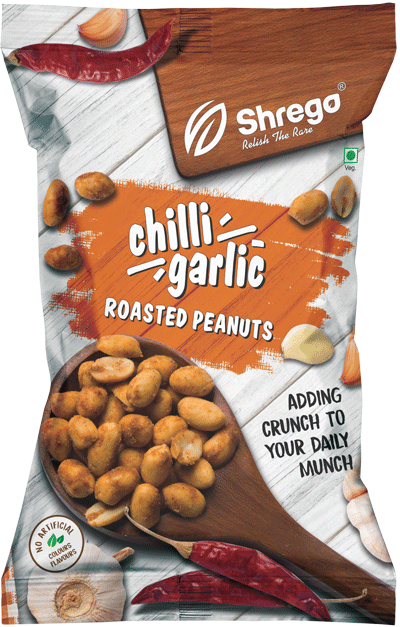 Shrego®
Relish The Rare
Veg.
chilli
garlic
ROASTED PEANUTS
ADDING
CRUNCH TO
YOUR DAILY
MUNCH
NO ARTIFICIAL
COLOURS
FLAVOURS